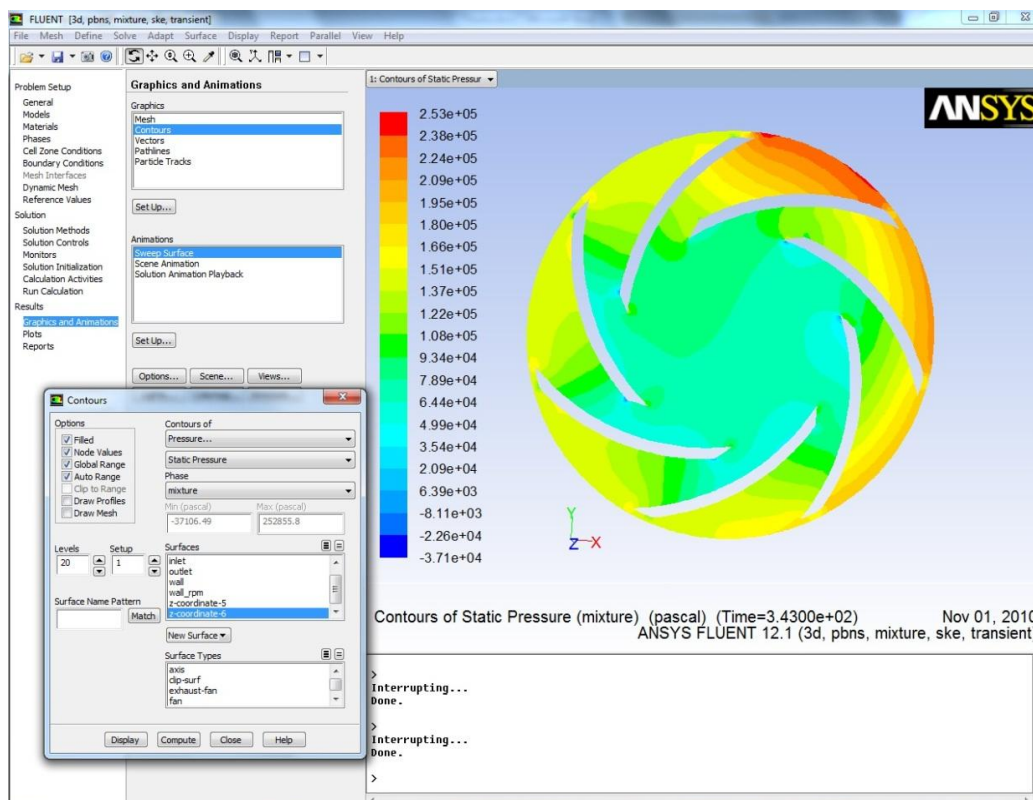 FLUENT [3d, pbns, mixture, ske, transient]
File Mesh Define Solve Adapt Surface Display Report Parallel View Help
Problem Setup
General
Models
Materials
Phases
Cell Zone Conditions
Boundary Conditions
Mesh Interfaces
Dynamic Mesh
Reference Values
Solution
Solution Methods
Solution Controls
Monitors
Solution Initialization
Calculation Activities
Run Calculation
Results
Graphics and Animations
Plots
Reports
Graphics and Animations
Graphics
Mesh
Contours
Vectors
Pathlines
Particle Tracks
Set Up...
Animations
Sweep Surface
Scene Animation
Solution Animation Playback
Set Up...
Options... Scene... Views...
1: Contours of Static Pressur
ANSYS
2.53e+05
2.38e+05
2.24e+05
2.09e+05
1.95e+05
1.80e+05
1.66e+05
1.51e+05
1.37e+05
1.22e+05
1.08e+05
9.34e+04
7.89e+04
6.44e+04
4.99e+04
3.54e+04
2.09e+04
6.39e+03
-8.11e+03
-2.26e+04
-3.71e+04
Y
Z X
Contours of Static Pressure (mixture) (pascal) (Time=3.4300e+02)
Nov 01, 2010
ANSYS FLUENT 12.1 (3d, pbns, mixture, ske, transient
Contours
Options
Filled
Node Values
Global Range
Auto Range
Clip to Range
Draw Profiles
Draw Mesh
Contours of
Pressure...
Static Pressure
Phase
mixture
Min (pascal) Max (pascal)
-37106.49 252855.8
Levels Setup
20 1
Surface Name Pattern
Match
Surfaces
inlet
outlet
wall
wall_rpm
z-coordinate-5
z-coordinate-6
New Surface
Surface Types
axis
clip-surf
exhaust-fan
fan
Display Compute Close Help
>
Interrupting...
Done.
>
Interrupting...
Done.
>